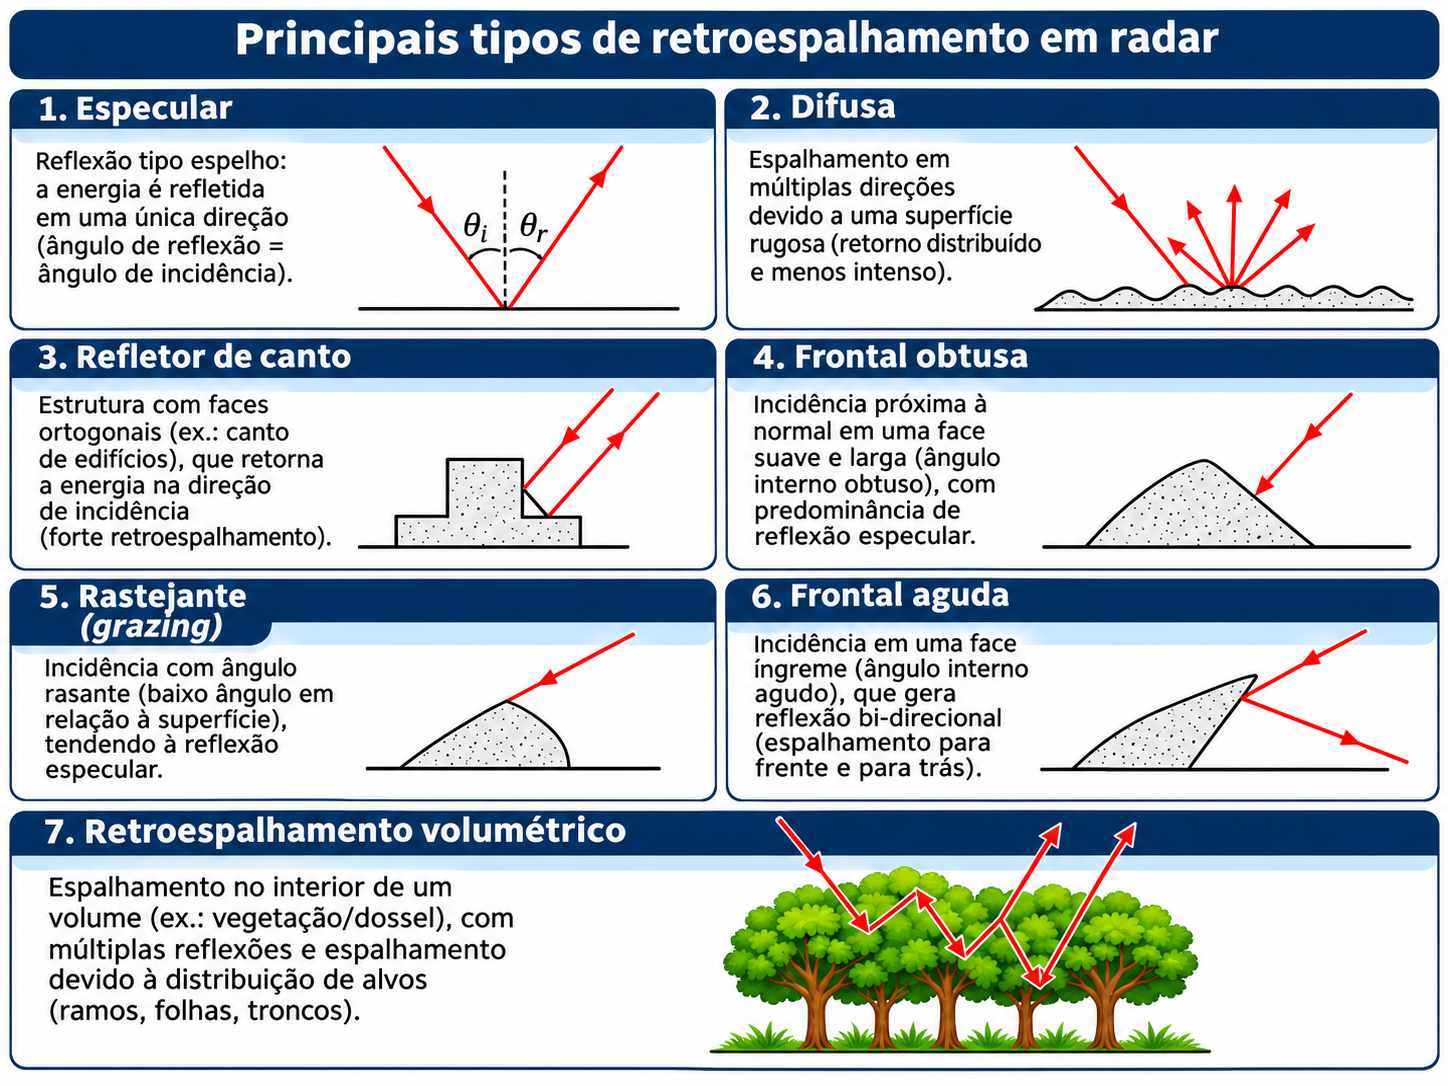 Principais tipos de retroespalhamento em radar
1. Especular
Reflexão tipo espelho:
a energia é refletida
em uma única direção
(ângulo de reflexão =
ângulo de incidência).
θi
θr
2. Difusa
Espalhamento em
múltiplas direções
devido a uma superfície
rugosa (retorno distribuído
e menos intenso).
3. Refletor de canto
Estrutura com faces
ortogonais (ex.: canto
de edifícios), que retorna
a energia na direção
de incidência
(forte retroespalhamento).
4. Frontal obtusa
Incidência próxima à
normal em uma face
suave e larga (ângulo
interno obtuso), com
predominância de
reflexão especular.
5. Rastejante
(grazing)
Incidência com ângulo
rasante (baixo ângulo em
relação à superfície),
tendendo à reflexão
especular.
6. Frontal aguda
Incidência em uma face
íngreme (ângulo interno
agudo), que gera
reflexão bi-direcional
(espalhamento para
frente e para trás).
7. Retroespalhamento volumétrico
Espalhamento no interior de um
volume (ex.: vegetação/dossel), com
múltiplas reflexões e espalhamento
devido à distribuição de alvos
(ramos, folhas, troncos).